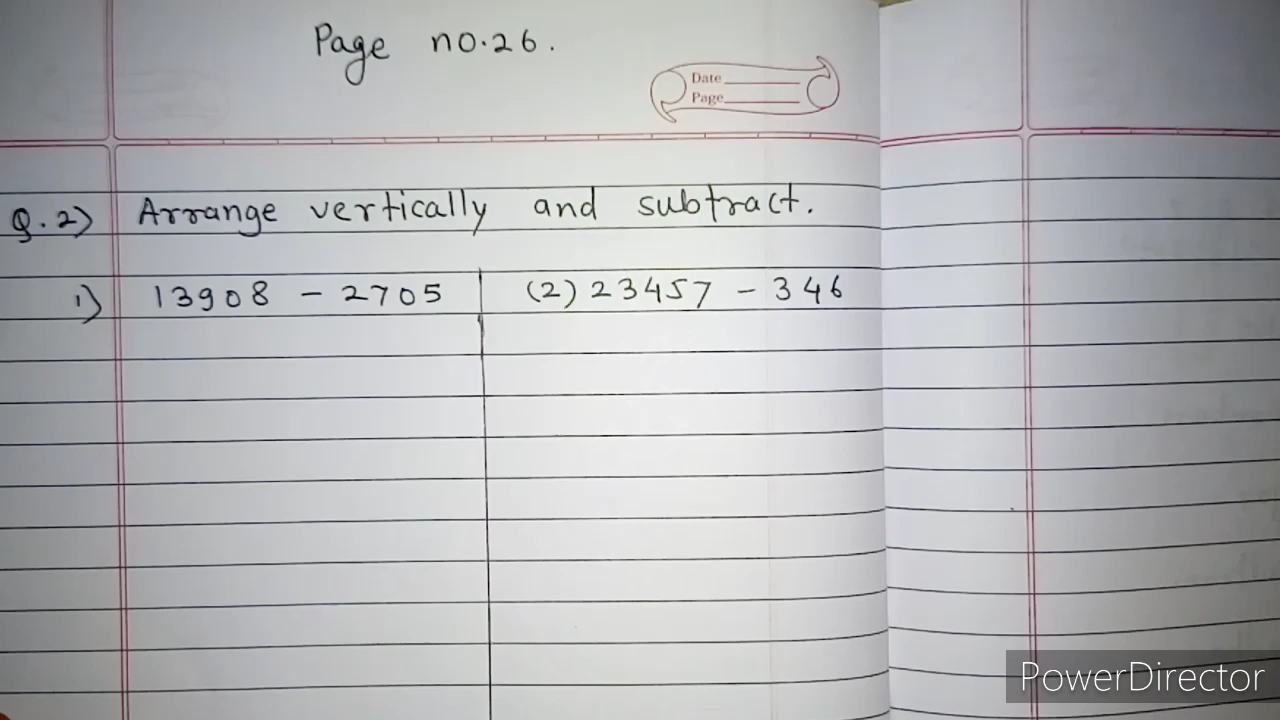 Page no.26.
Date
Page
Q.2) Arrange vertically and subtract.
1) 13908 - 2705 (2) 23457 - 346
PowerDirector